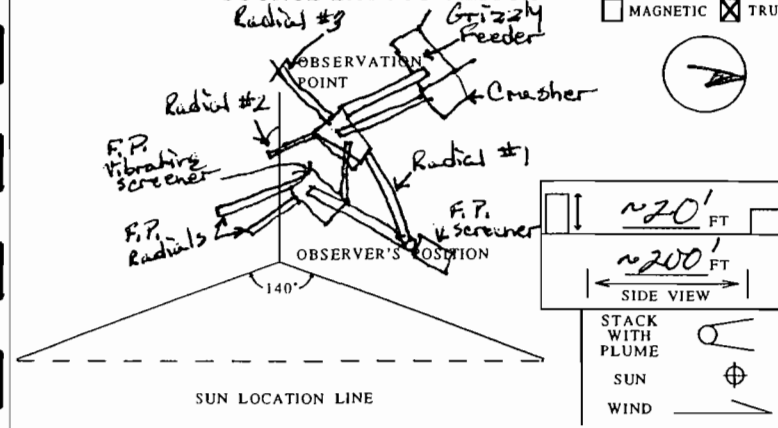 MAGNETIC TRU
Radial #3
Grizzly
Feeder
OBSERVATION
POINT
Crusher
Radial #2
F.P.
Vibrating
screener
Radial #1
F.P.
Radials
F.P.
screener
OBSERVER'S POSITION
140°
~20' FT
~200' FT
SIDE VIEW
STACK
WITH
PLUME
SUN
WIND
SUN LOCATION LINE